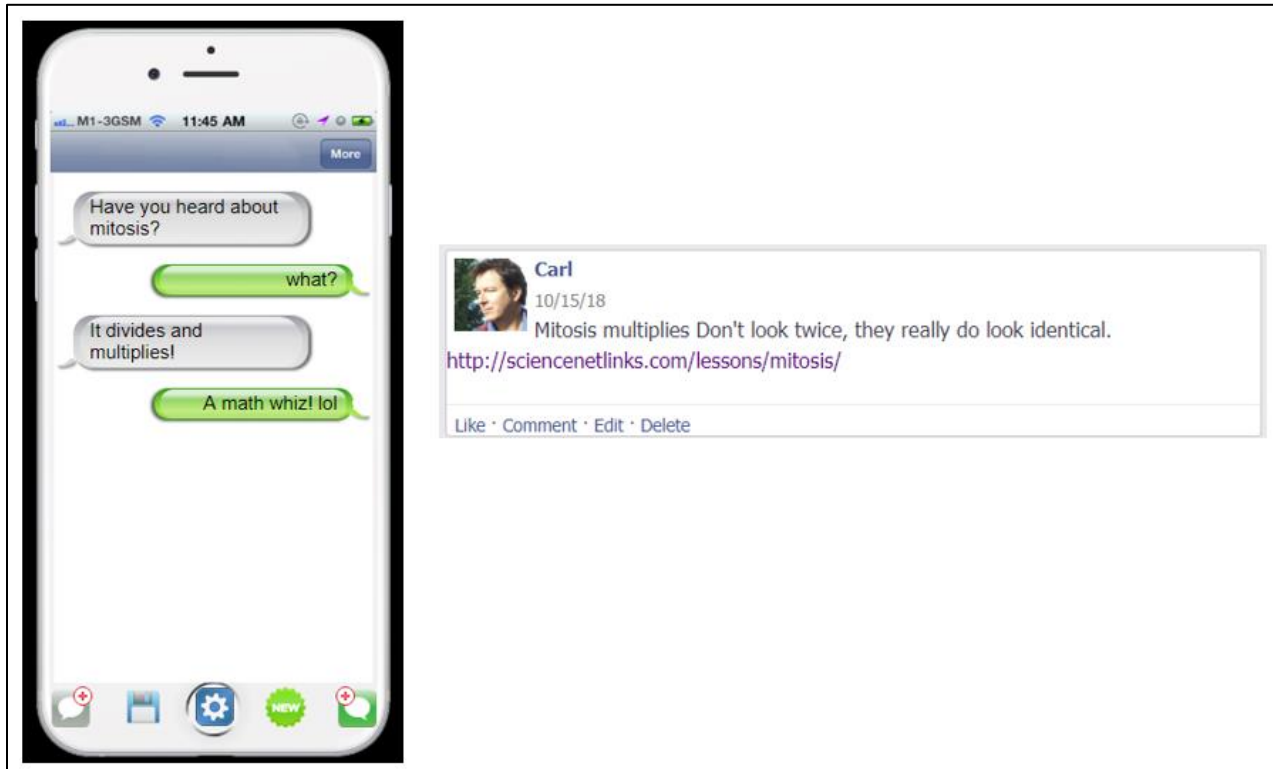 M1-3GSM 11:45 AM
More
Have you heard about
mitosis?
what?
It divides and
multiplies!
A math whiz! lol
NEW
Carl
10/15/18
Mitosis multiplies Don't look twice, they really do look identical.
http://sciencenetlinks.com/lessons/mitosis/
Like · Comment · Edit · Delete